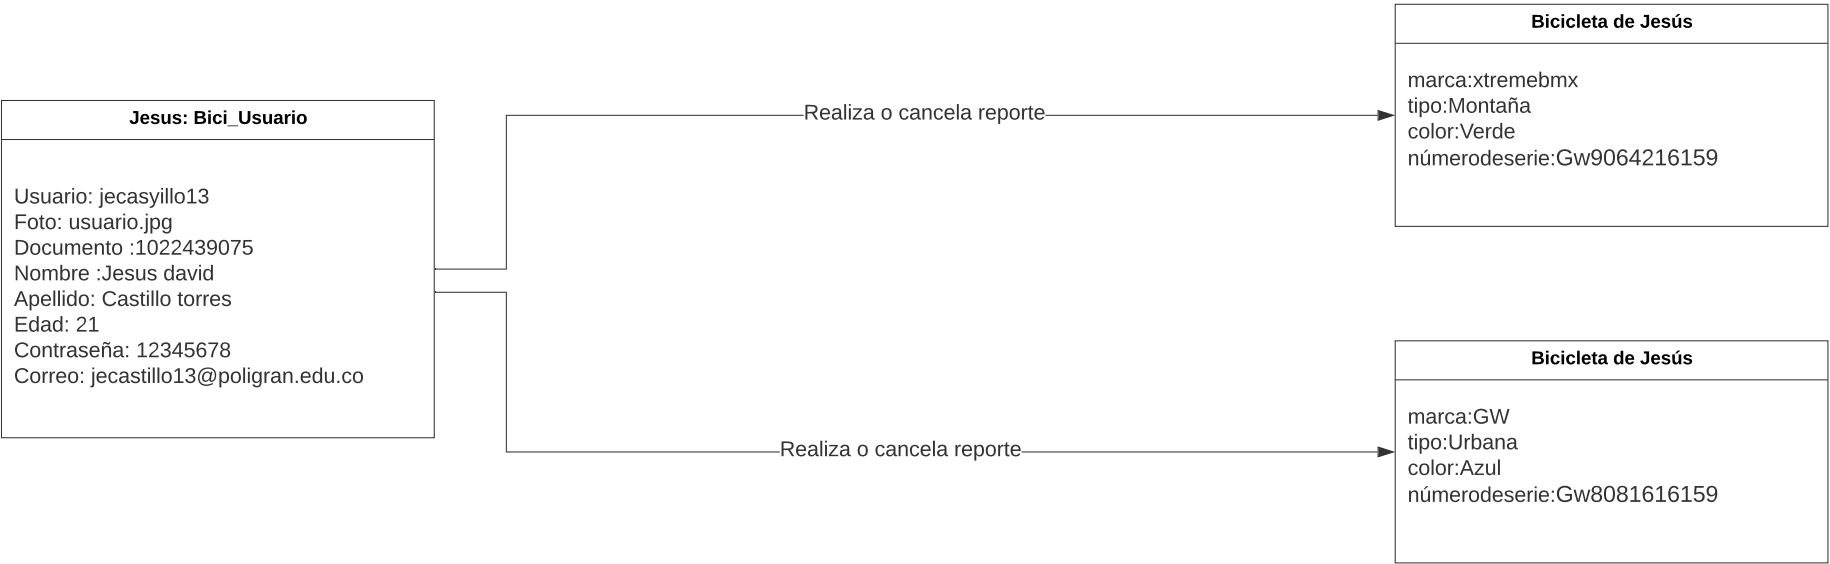 Jesus: Bici_Usuario
Usuario: jecasyillo13
Foto: usuario.jpg
Documento :1022439075
Nombre :Jesus david
Apellido: Castillo torres
Edad: 21
Contraseña: 12345678
Correo: jecastillo13@poligran.edu.co
Realiza o cancela reporte
Bicicleta de Jesús
marca:xtremebmx
tipo:Montaña
color:Verde
númerodeserie:Gw9064216159
Realiza o cancela reporte
Bicicleta de Jesús
marca:GW
tipo:Urbana
color:Azul
númerodeserie:Gw8081616159